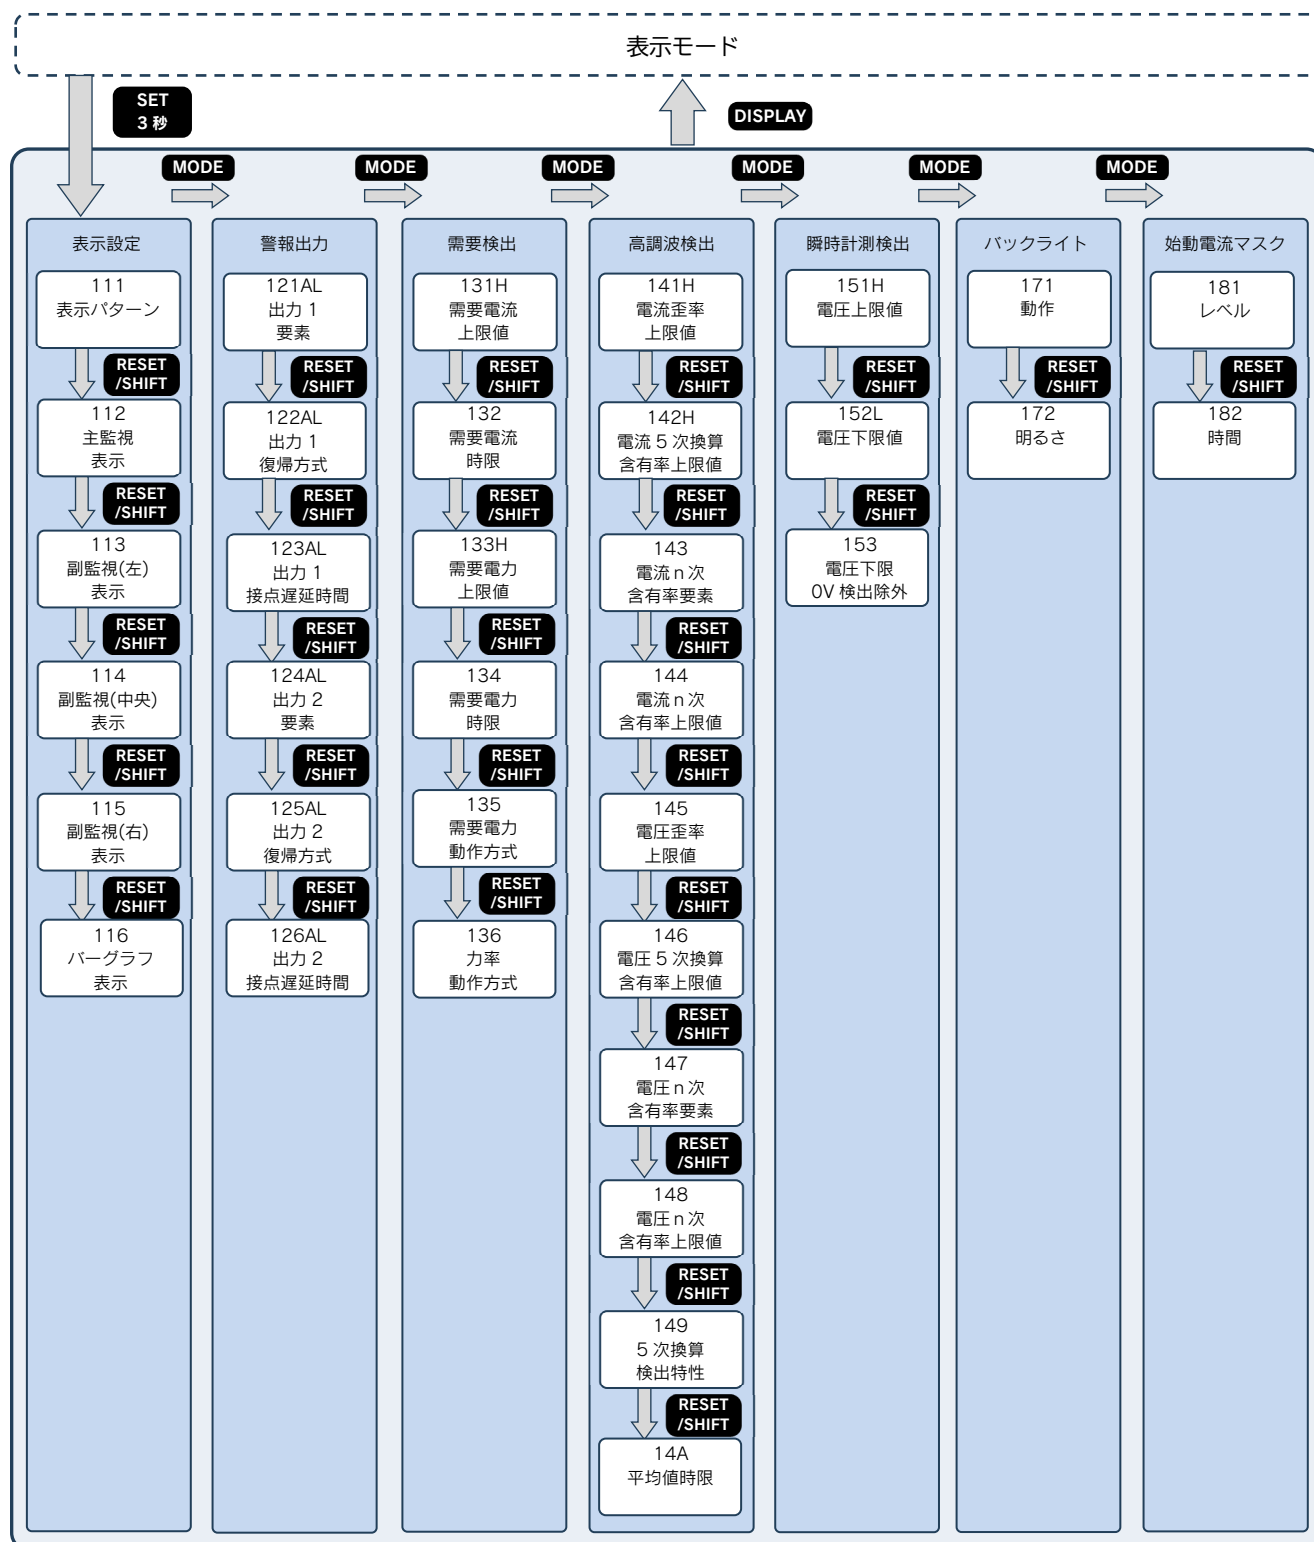 表示モード
SET
3 秒
DISPLAY
MODE
MODE
MODE
MODE
MODE
MODE
表示設定
111
表示パターン
RESET
/SHIFT
112
主監視
表示
RESET
/SHIFT
113
副監視(左)
表示
RESET
/SHIFT
114
副監視(中央)
表示
RESET
/SHIFT
115
副監視(右)
表示
RESET
/SHIFT
116
バーグラフ
表示
警報出力
121AL
出力 1
要素
RESET
/SHIFT
122AL
出力 1
復帰方式
RESET
/SHIFT
123AL
出力 1
接点遅延時間
RESET
/SHIFT
124AL
出力 2
要素
RESET
/SHIFT
125AL
出力 2
復帰方式
RESET
/SHIFT
126AL
出力 2
接点遅延時間
需要検出
131H
需要電流
上限値
RESET
/SHIFT
132
需要電流
時限
RESET
/SHIFT
133H
需要電力
上限値
RESET
/SHIFT
134
需要電力
時限
RESET
/SHIFT
135
需要電力
動作方式
RESET
/SHIFT
136
力率
動作方式
高調波検出
141H
電流歪率
上限値
RESET
/SHIFT
142H
電流 5 次換算
含有率上限値
RESET
/SHIFT
143
電流 n 次
含有率要素
RESET
/SHIFT
144
電流 n 次
含有率上限値
RESET
/SHIFT
145
電圧歪率
上限値
RESET
/SHIFT
146
電圧 5 次換算
含有率上限値
RESET
/SHIFT
147
電圧 n 次
含有率要素
RESET
/SHIFT
148
電圧 n 次
含有率上限値
RESET
/SHIFT
149
5 次換算
検出特性
RESET
/SHIFT
14A
平均値時限
瞬時計測検出
151H
電圧上限値
RESET
/SHIFT
152L
電圧下限値
RESET
/SHIFT
153
電圧下限
0V 検出除外
バックライト
171
動作
RESET
/SHIFT
172
明るさ
始動電流マスク
181
レベル
RESET
/SHIFT
182
時間